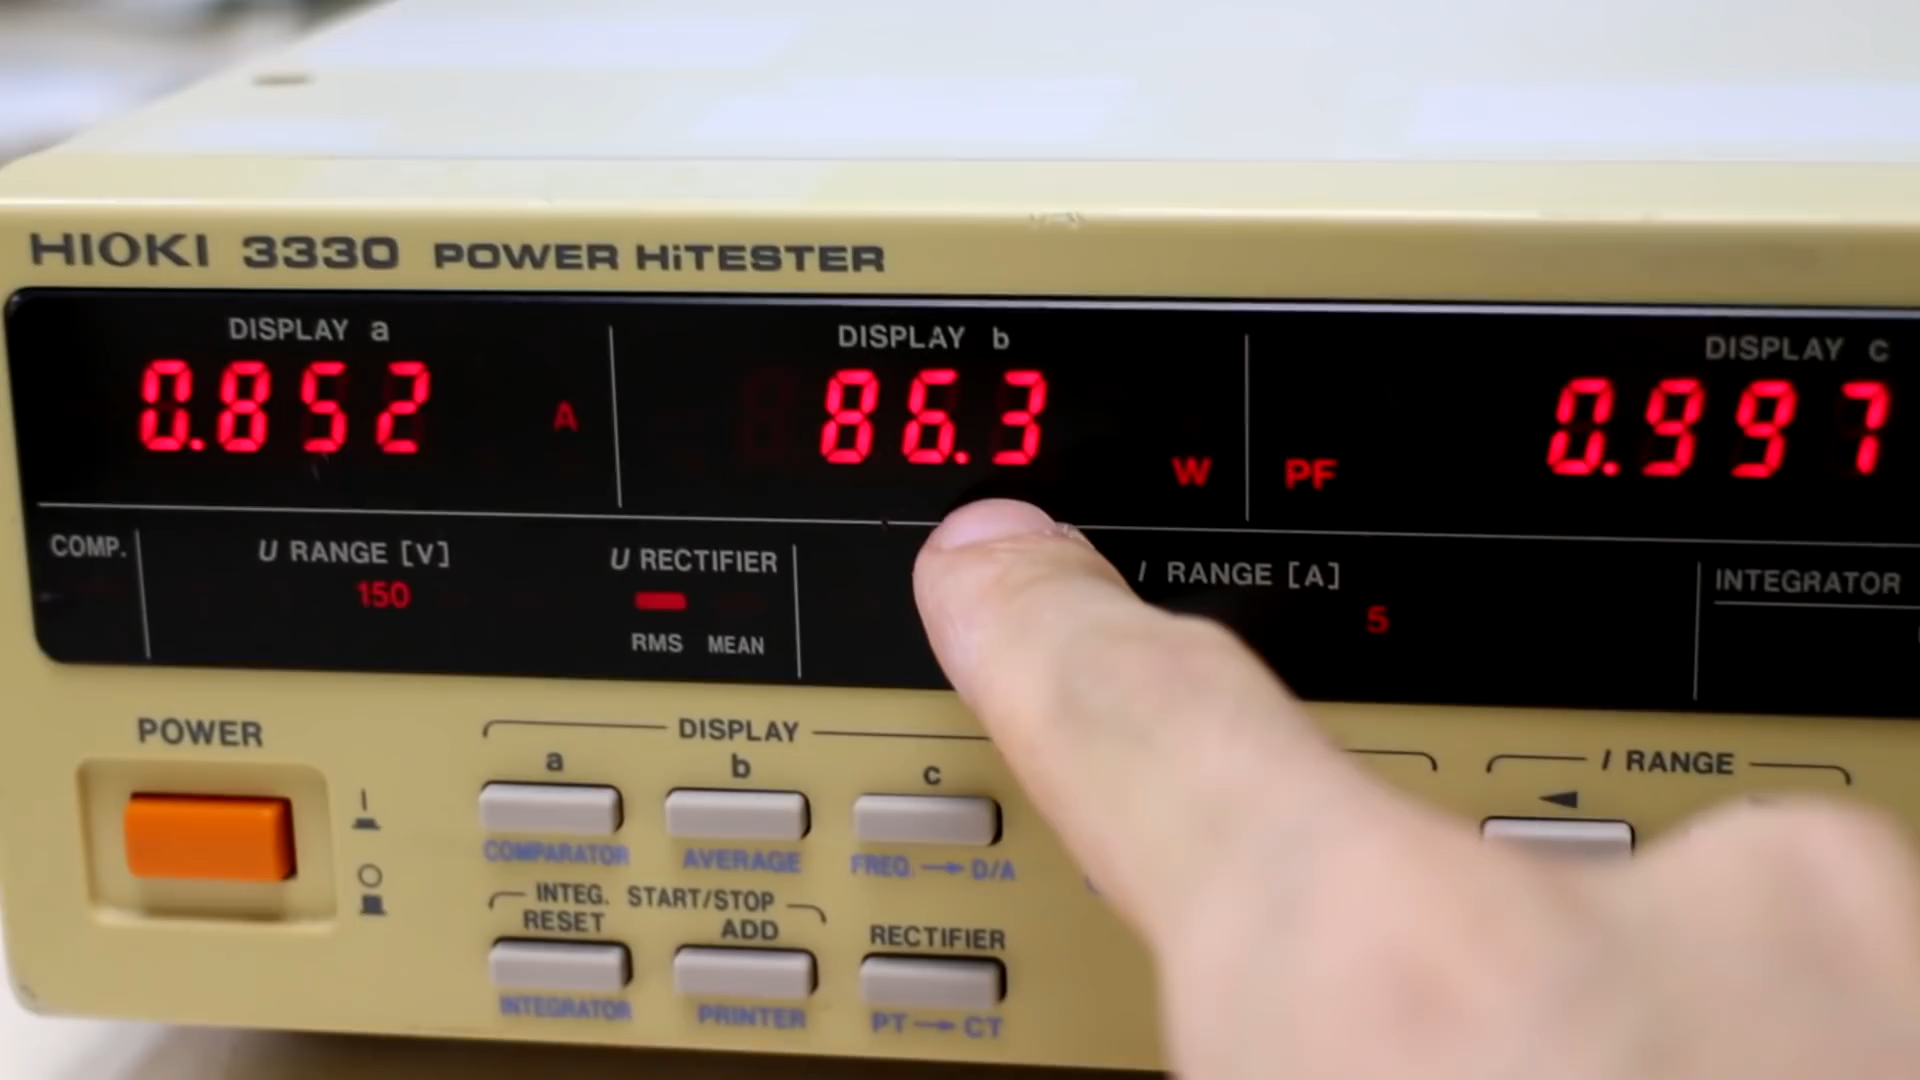 HIOKI 3330 POWER HiTESTER
DISPLAY a
DISPLAY b
DISPLAY c
0.852 A
86.3 W
PF 0.997
COMP.
U RANGE [V]
150
U RECTIFIER
RMS MEAN
I RANGE [A]
5
INTEGRATOR
POWER
DISPLAY
a
b
c
COMPARATOR
AVERAGE
FREQ. → D/A
INTEG. START/STOP
RESET
ADD
RECTIFIER
INTEGRATOR
PRINTER
PT → CT
I RANGE
◄